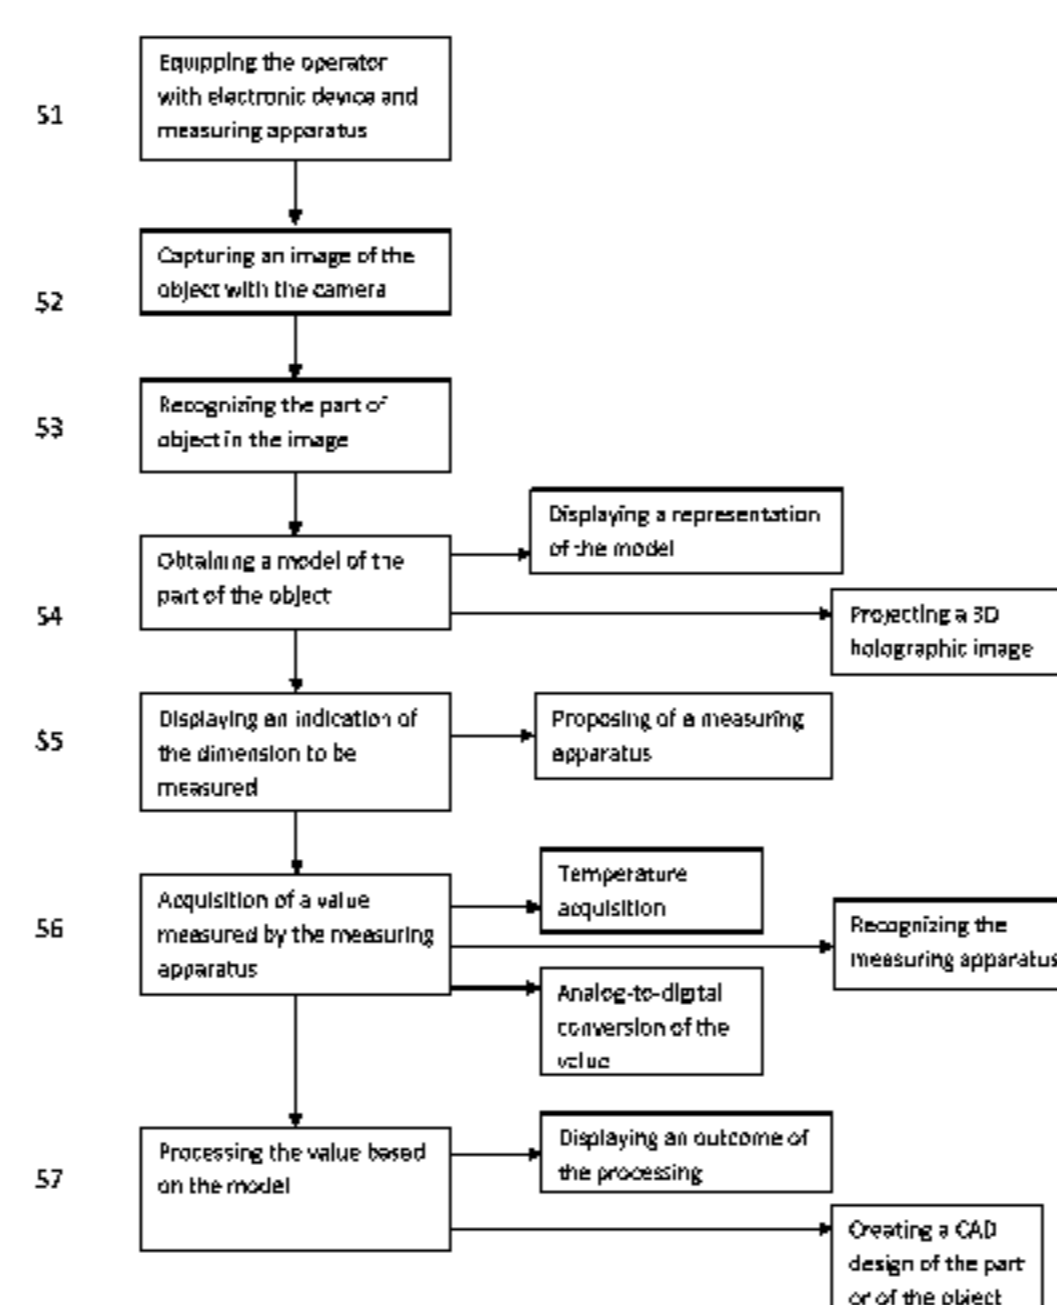 S1
Equipping the operator
with electronic device and
measuring apparatus
S2
Capturing an image of the
object with the camera
S3
Recognizing the part of
object in the image
S4
Obtaining a model of the
part of the object
Displaying a representation
of the model
Projecting a 3D
holographic image
S5
Displaying an indication of
the dimension to be
measured
Proposing of a measuring
apparatus
S6
Acquisition of a value
measured by the measuring
apparatus
Temperature
acquisition
Recognizing the
measuring apparatus
Analog-to-digital
conversion of the
value
S7
Processing the value based
on the model
Displaying an outcome of
the processing
Creating a CAD
design of the part
or of the object